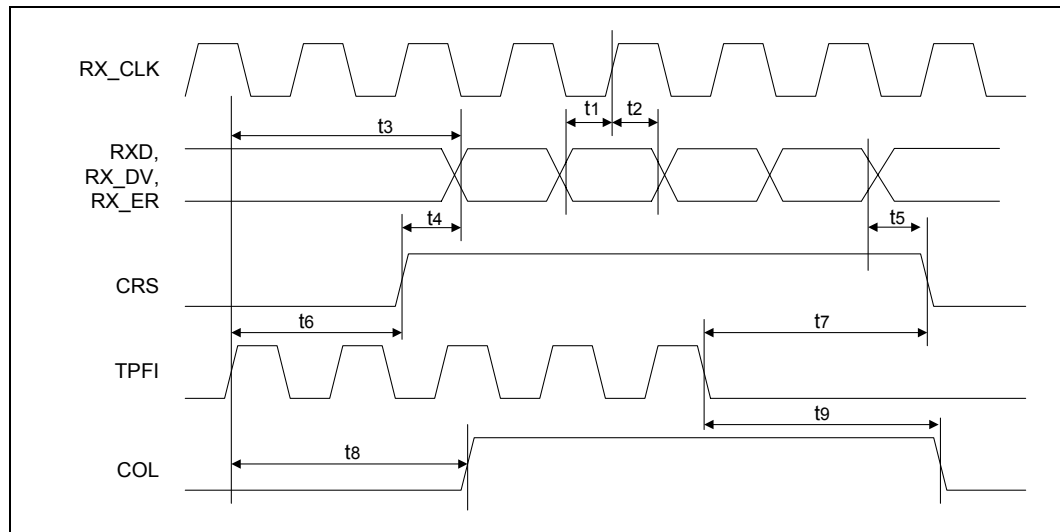 RX_CLK
t1
t2
t3
RXD,
RX_DV,
RX_ER
t4
t5
CRS
t6
t7
TPFI
t9
t8
COL